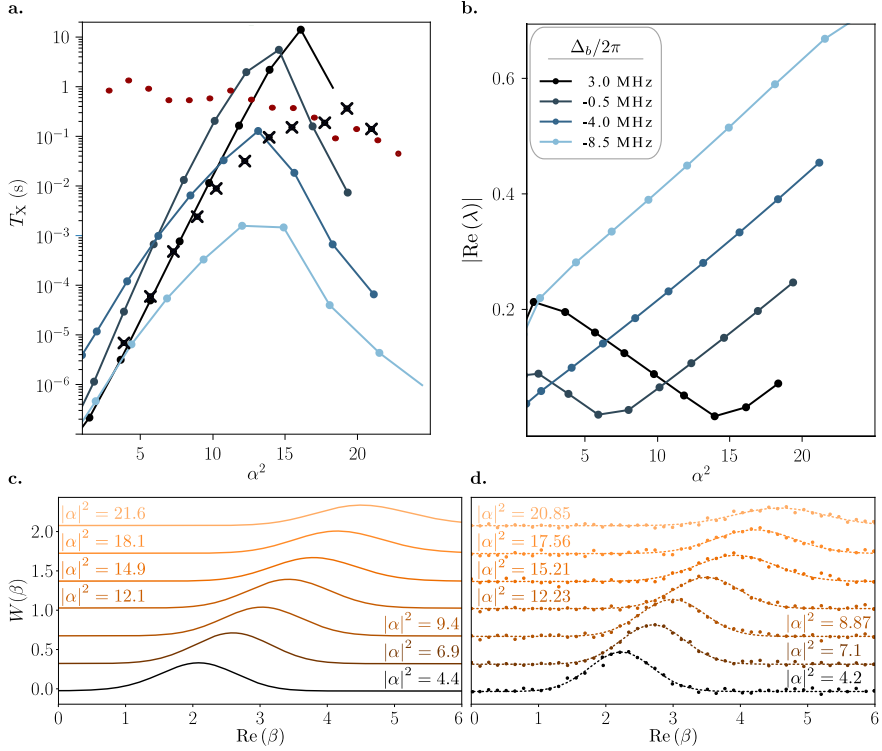 a.
10
1
10⁻¹
10⁻²
10⁻³
10⁻⁴
10⁻⁵
10⁻⁶
T_X (s)
5 10 15 20
α²
b.
0.6
0.4
0.2
|Re (λ)|
5 10 15 20
α²
Δ_b/2π
3.0 MHz
-0.5 MHz
-4.0 MHz
-8.5 MHz
c.
|α|² = 21.6
|α|² = 18.1
|α|² = 14.9
|α|² = 12.1
|α|² = 9.4
|α|² = 6.9
|α|² = 4.4
2.0
1.5
1.0
0.5
0.0
W(β)
0 1 2 3 4 5 6
Re (β)
d.
|α|² = 20.85
|α|² = 17.56
|α|² = 15.21
|α|² = 12.23
|α|² = 8.87
|α|² = 7.1
|α|² = 4.2
0 1 2 3 4 5 6
Re (β)